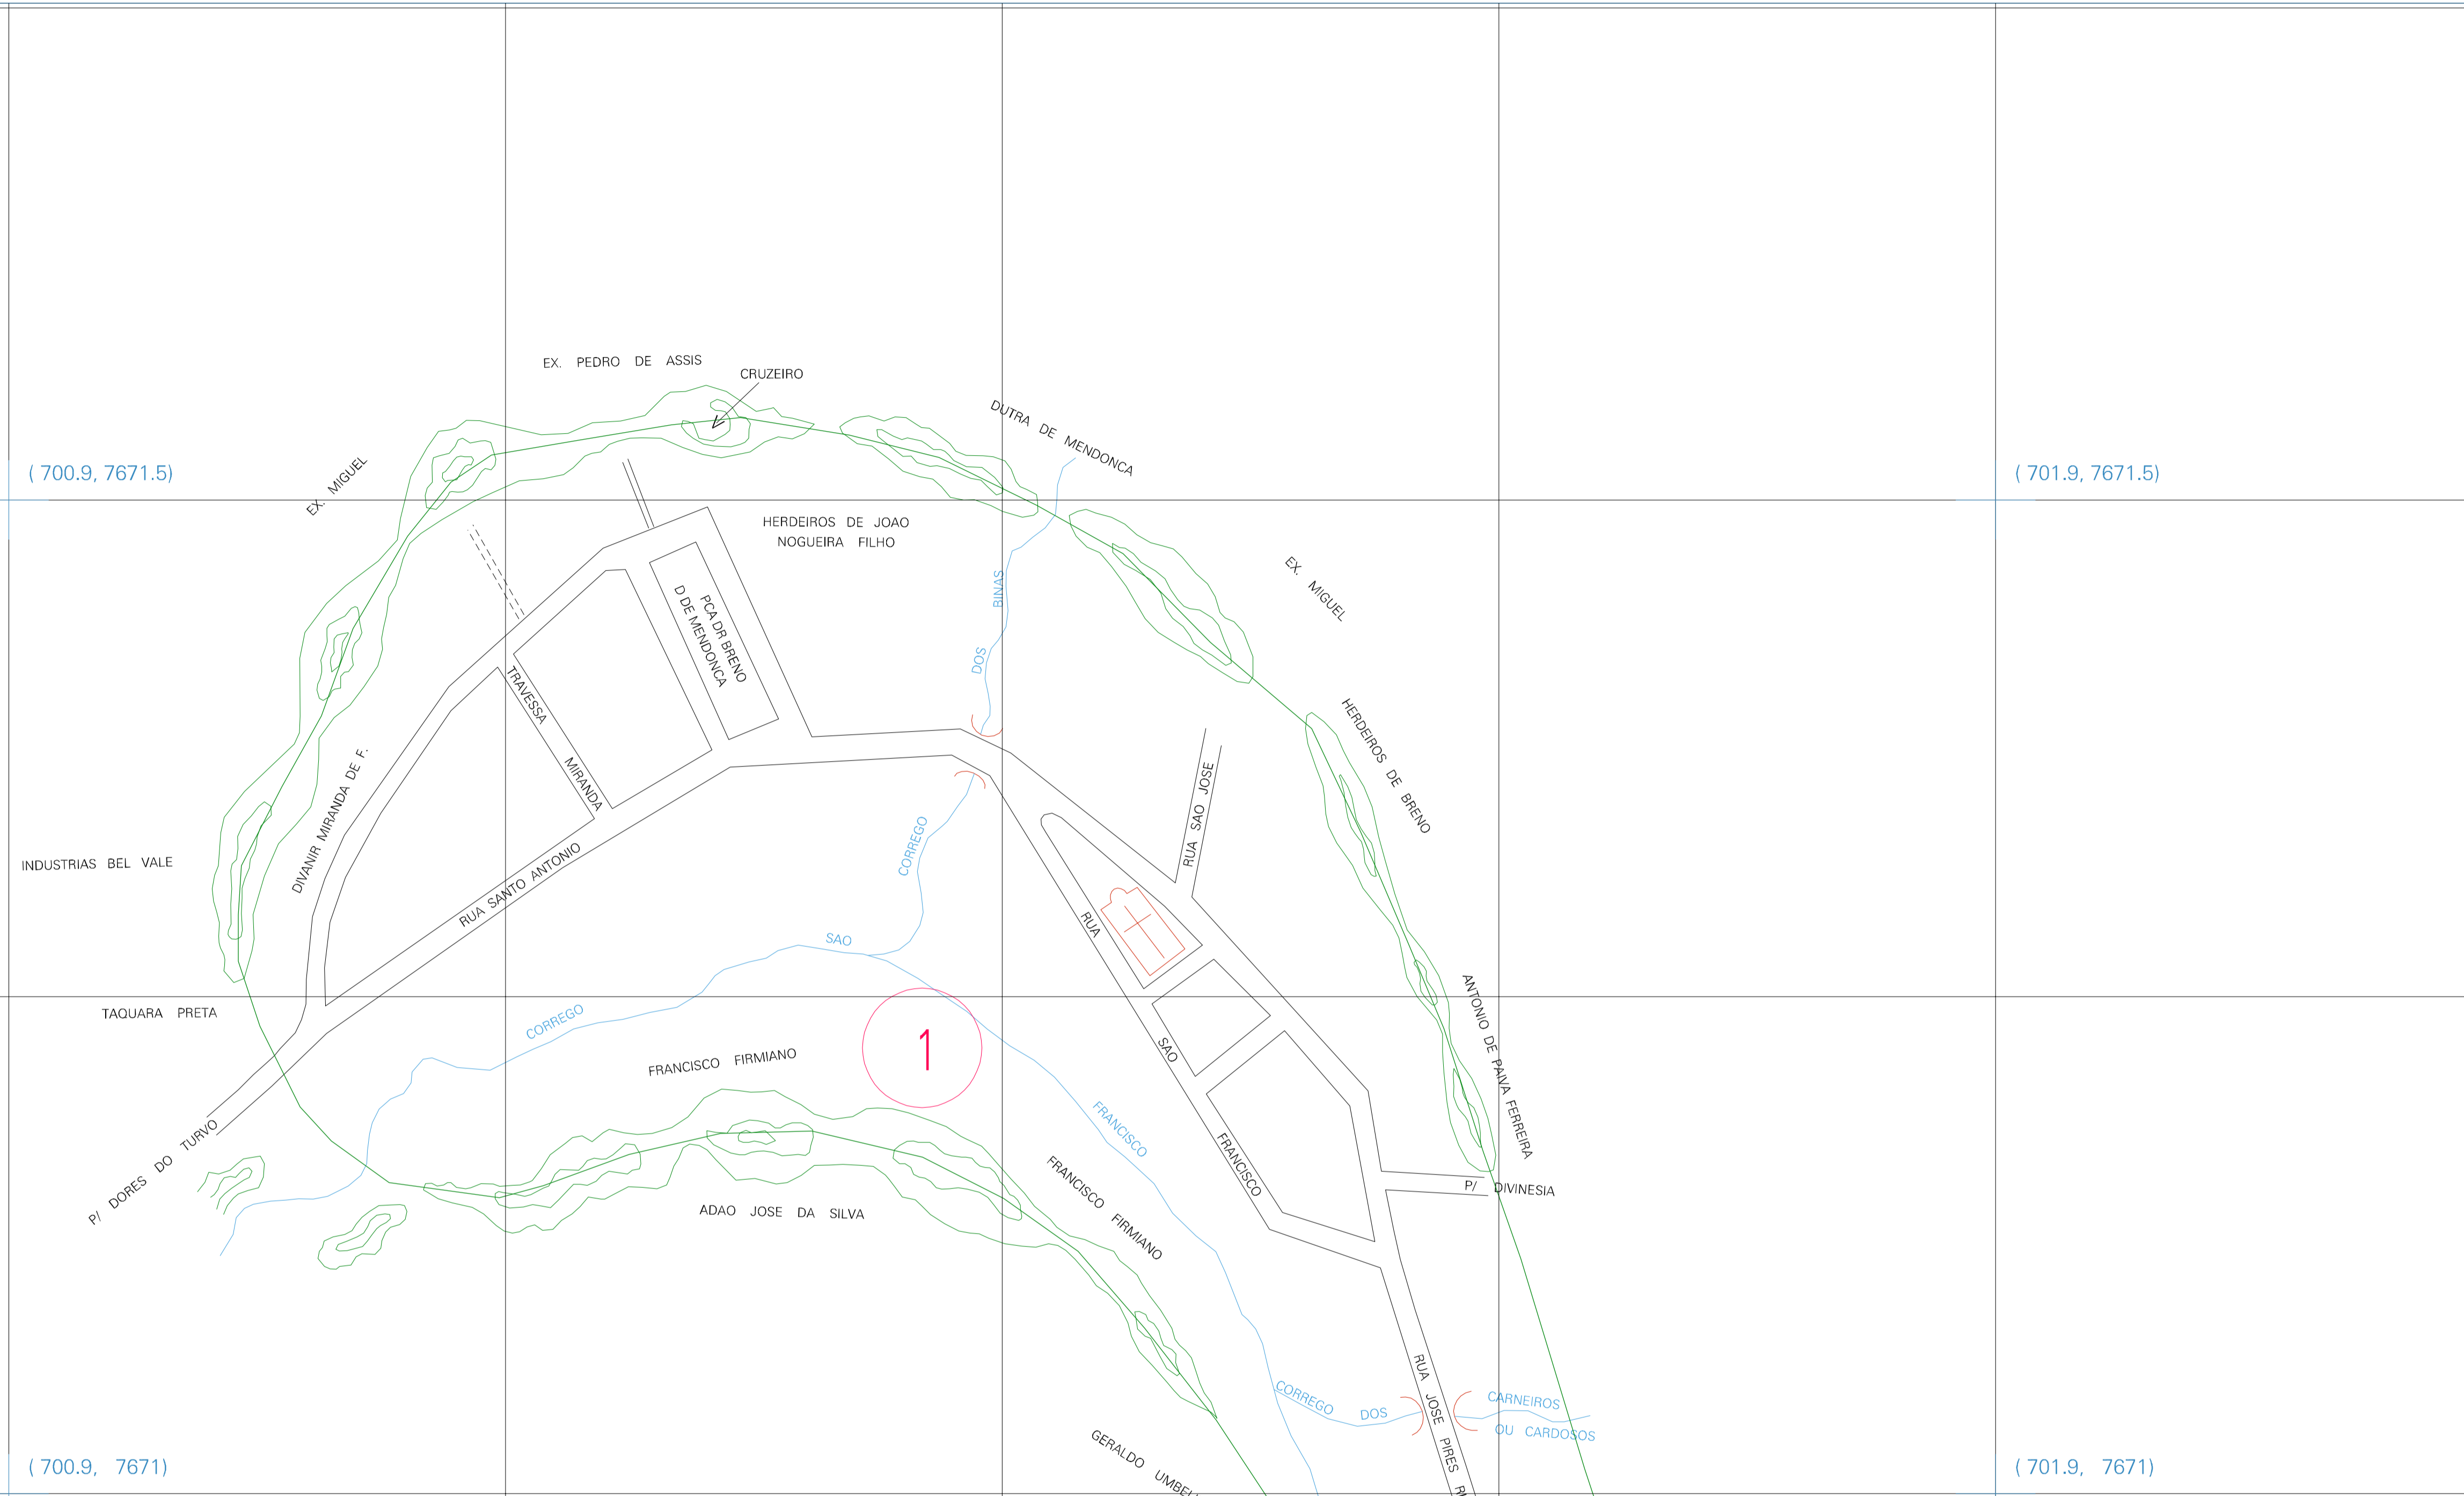 EX. PEDRO DE ASSIS
CRUZEIRO
DUTRA DE MENDONCA
( 700.9, 7671.5)
( 701.9, 7671.5)
EX. MIGUEL
HERDEIROS DE JOAO
NOGUEIRA FILHO
EX. MIGUEL
PCA DR BRENO
D DE MENDONCA
CORREGO DOS BINAS
TRAVESSA MIRANDA
HERDEIROS DE BRENO
RUA SAO JOSE
DIVANIR MIRANDA DE F.
INDUSTRIAS BEL VALE
RUA SANTO ANTONIO
RUA SAO FRANCISCO
CORREGO SAO FRANCISCO
TAQUARA PRETA
1
ANTONIO DE PAIVA FERREIRA
FRANCISCO FIRMIANO
P/ DORES DO TURVO
FRANCISCO FIRMIANO
P/ DIVINESIA
ADAO JOSE DA SILVA
RUA JOSE PIRES
CORREGO DOS CARNEIROS
OU CARDOSOS
GERALDO
( 700.9, 7671)
( 701.9, 7671)